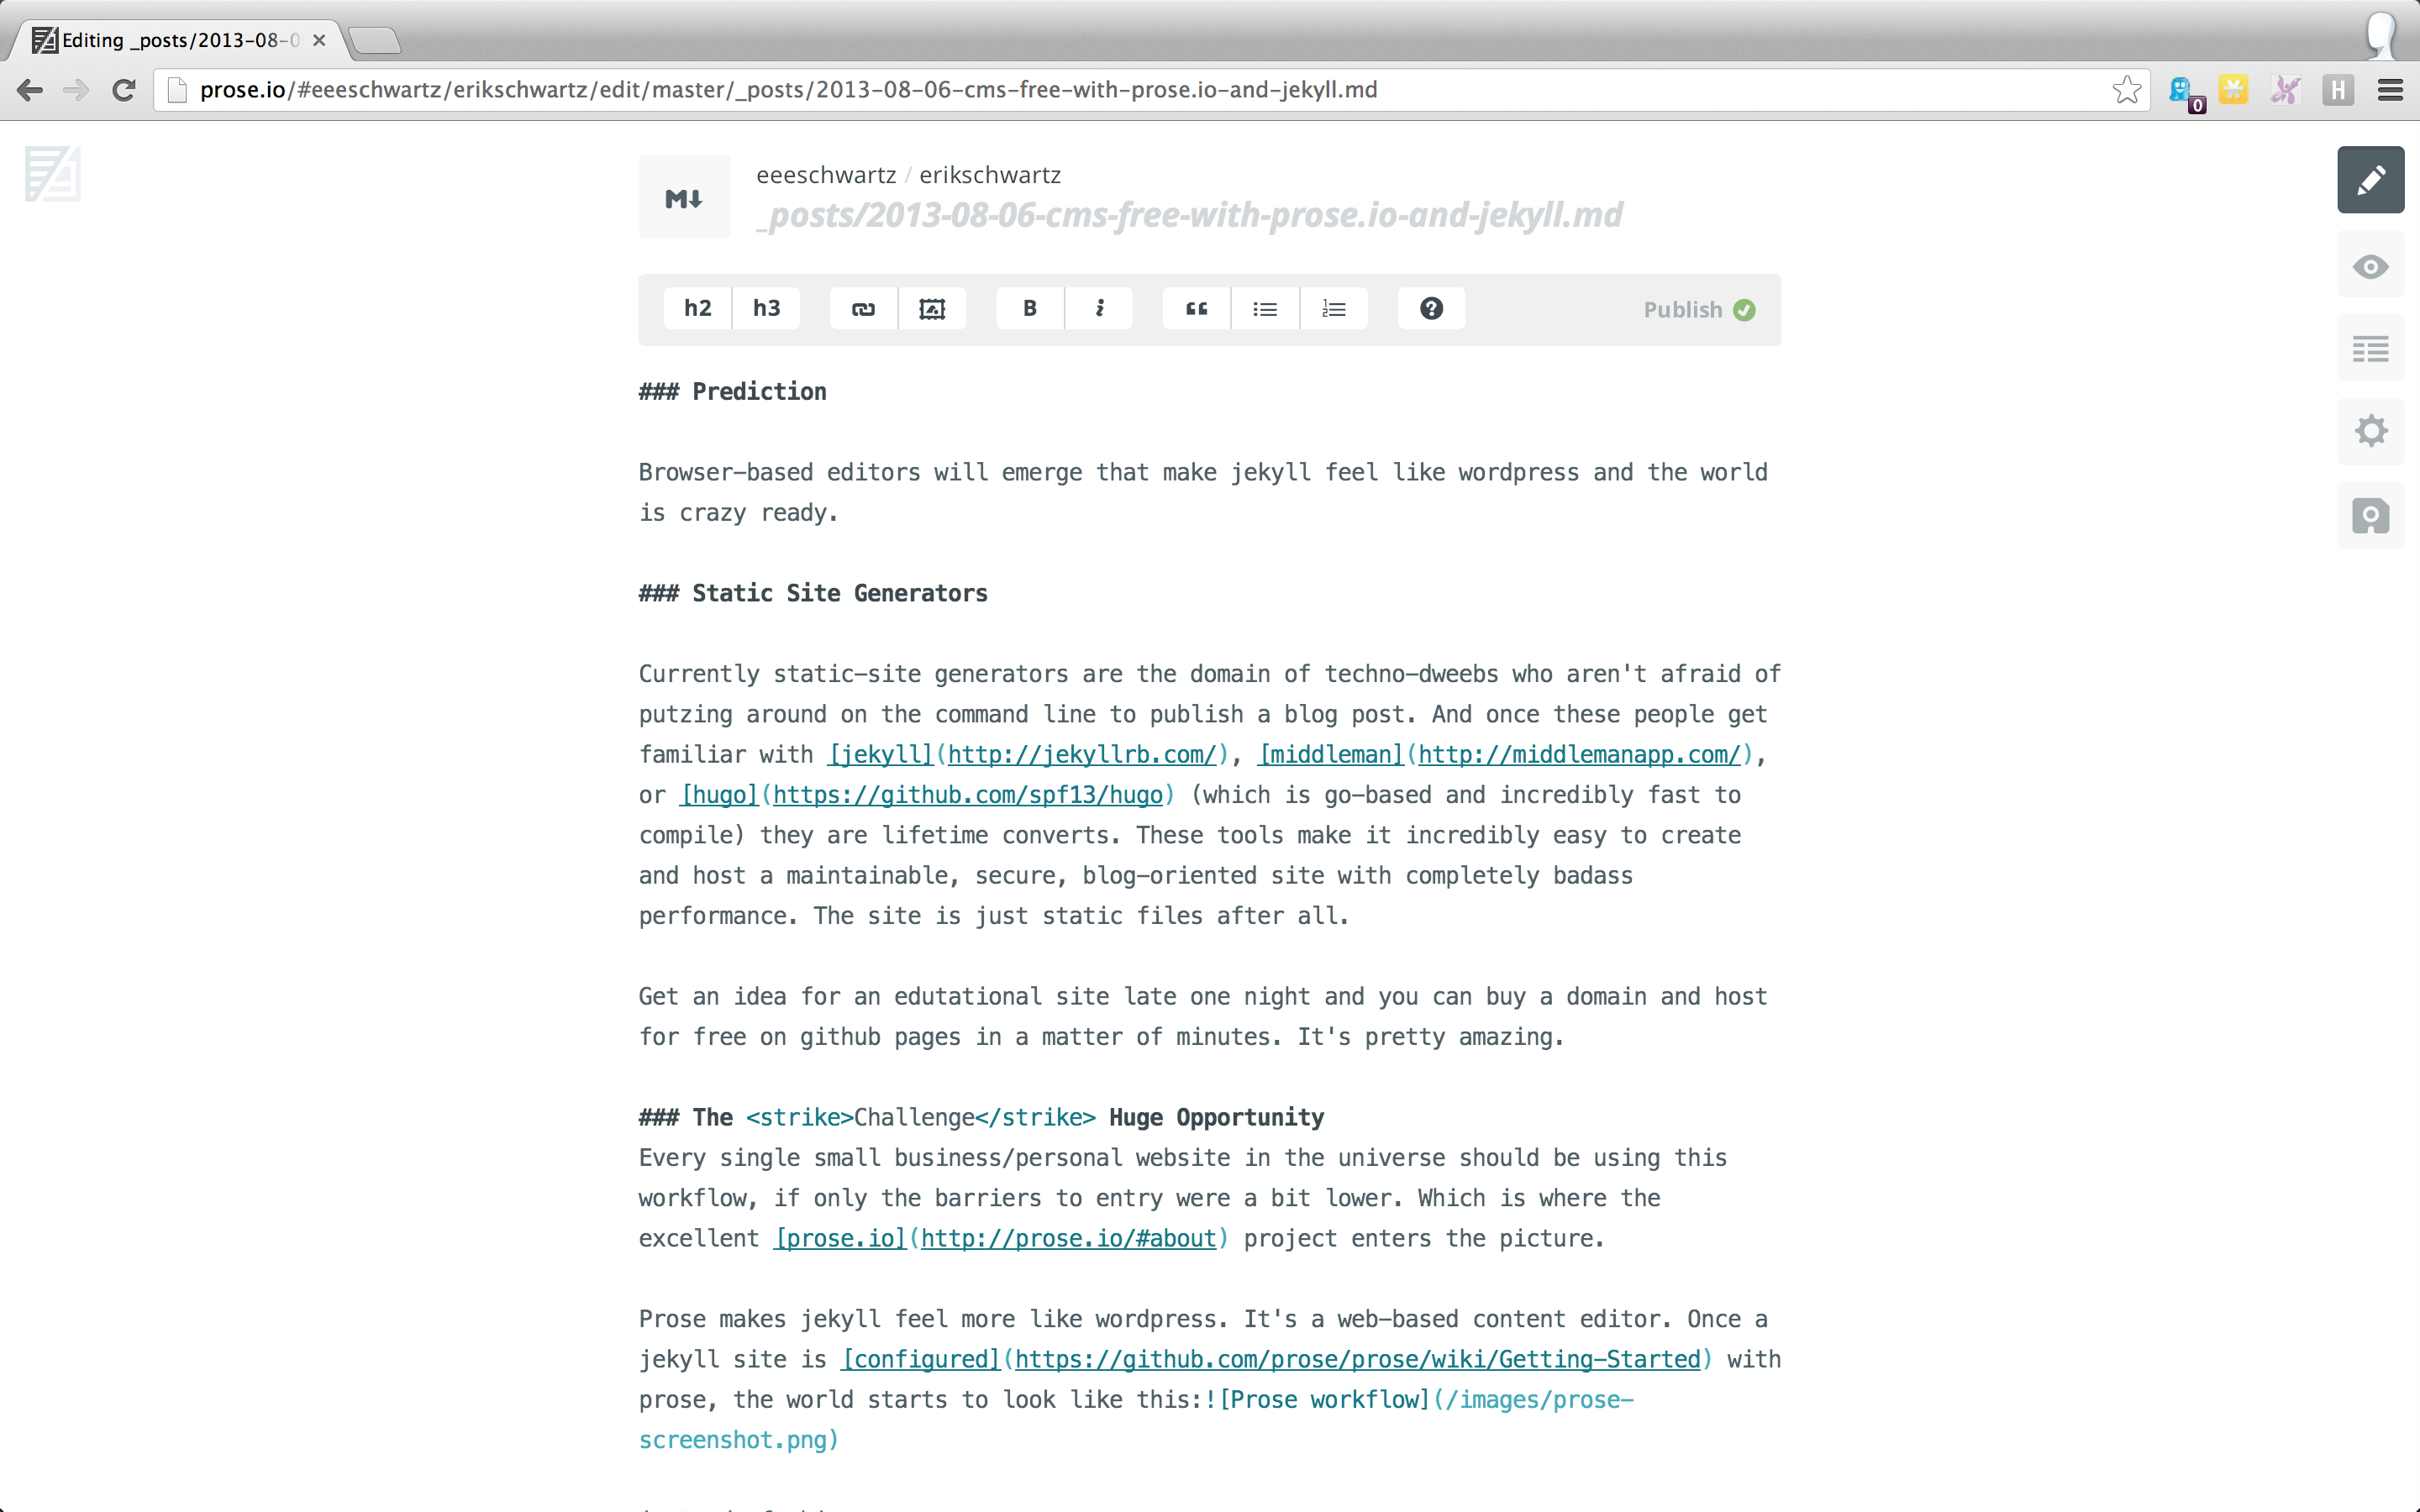 Editing _posts/2013-08-0
prose.io/#eeeschwartz/erikschwartz/edit/master/_posts/2013-08-06-cms-free-with-prose.io-and-jekyll.md
0
H
M
eeeschwartz / erikschwartz
_posts/2013-08-06-cms-free-with-prose.io-and-jekyll.md
h2 h3 B i “ ? Publish
### Prediction
Browser-based editors will emerge that make jekyll feel like wordpress and the world
is crazy ready.
### Static Site Generators
Currently static-site generators are the domain of techno-dweebs who aren't afraid of
putzing around on the command line to publish a blog post. And once these people get
familiar with [jekyll](http://jekyllrb.com/), [middleman](http://middlemanapp.com/),
or [hugo](https://github.com/spf13/hugo) (which is go-based and incredibly fast to
compile) they are lifetime converts. These tools make it incredibly easy to create
and host a maintainable, secure, blog-oriented site with completely badass
performance. The site is just static files after all.
Get an idea for an edutational site late one night and you can buy a domain and host
for free on github pages in a matter of minutes. It's pretty amazing.
### The <strike>Challenge</strike> Huge Opportunity
Every single small business/personal website in the universe should be using this
workflow, if only the barriers to entry were a bit lower. Which is where the
excellent [prose.io](http://prose.io/#about) project enters the picture.
Prose makes jekyll feel more like wordpress. It's a web-based content editor. Once a
jekyll site is [configured](https://github.com/prose/prose/wiki/Getting-Started) with
prose, the world starts to look like this:![Prose workflow](/images/prose-
screenshot.png)